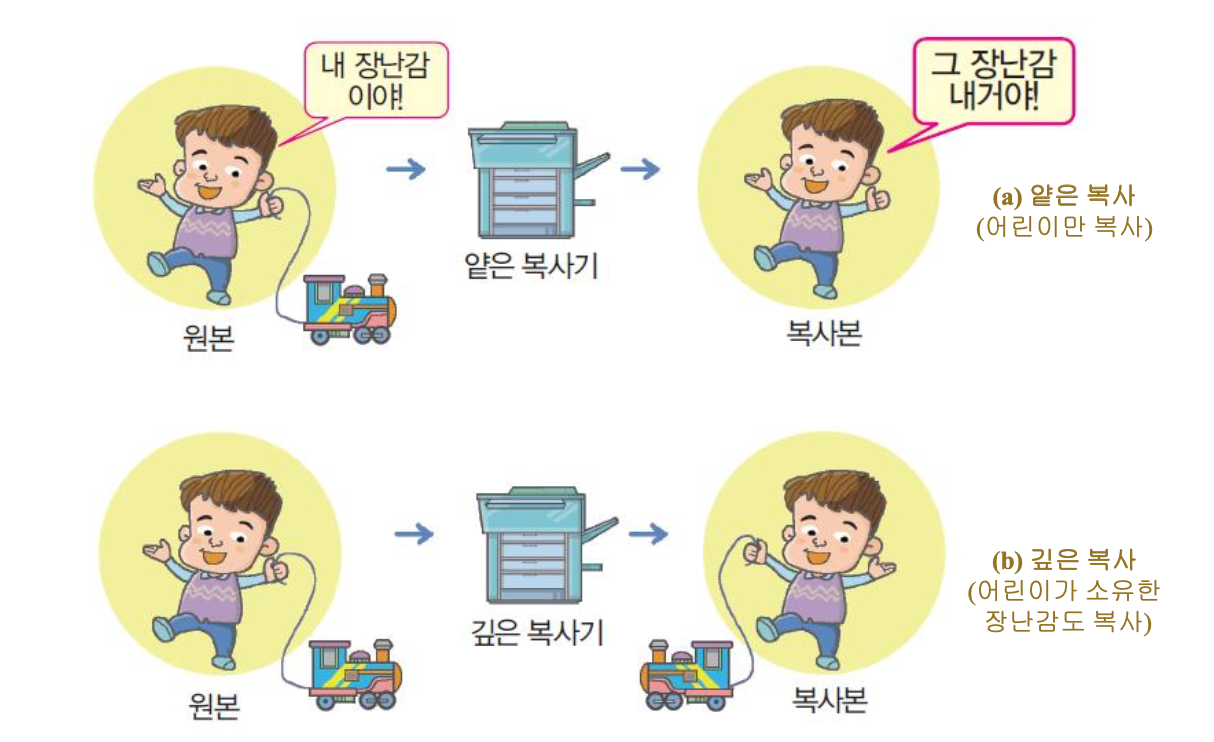 내 장난감
이야!
그 장난감
내거야!
얕은 복사기
원본
복사본
(a) 얕은 복사
(어린이만 복사)
깊은 복사기
원본
복사본
(b) 깊은 복사
(어린이가 소유한
장난감도 복사)